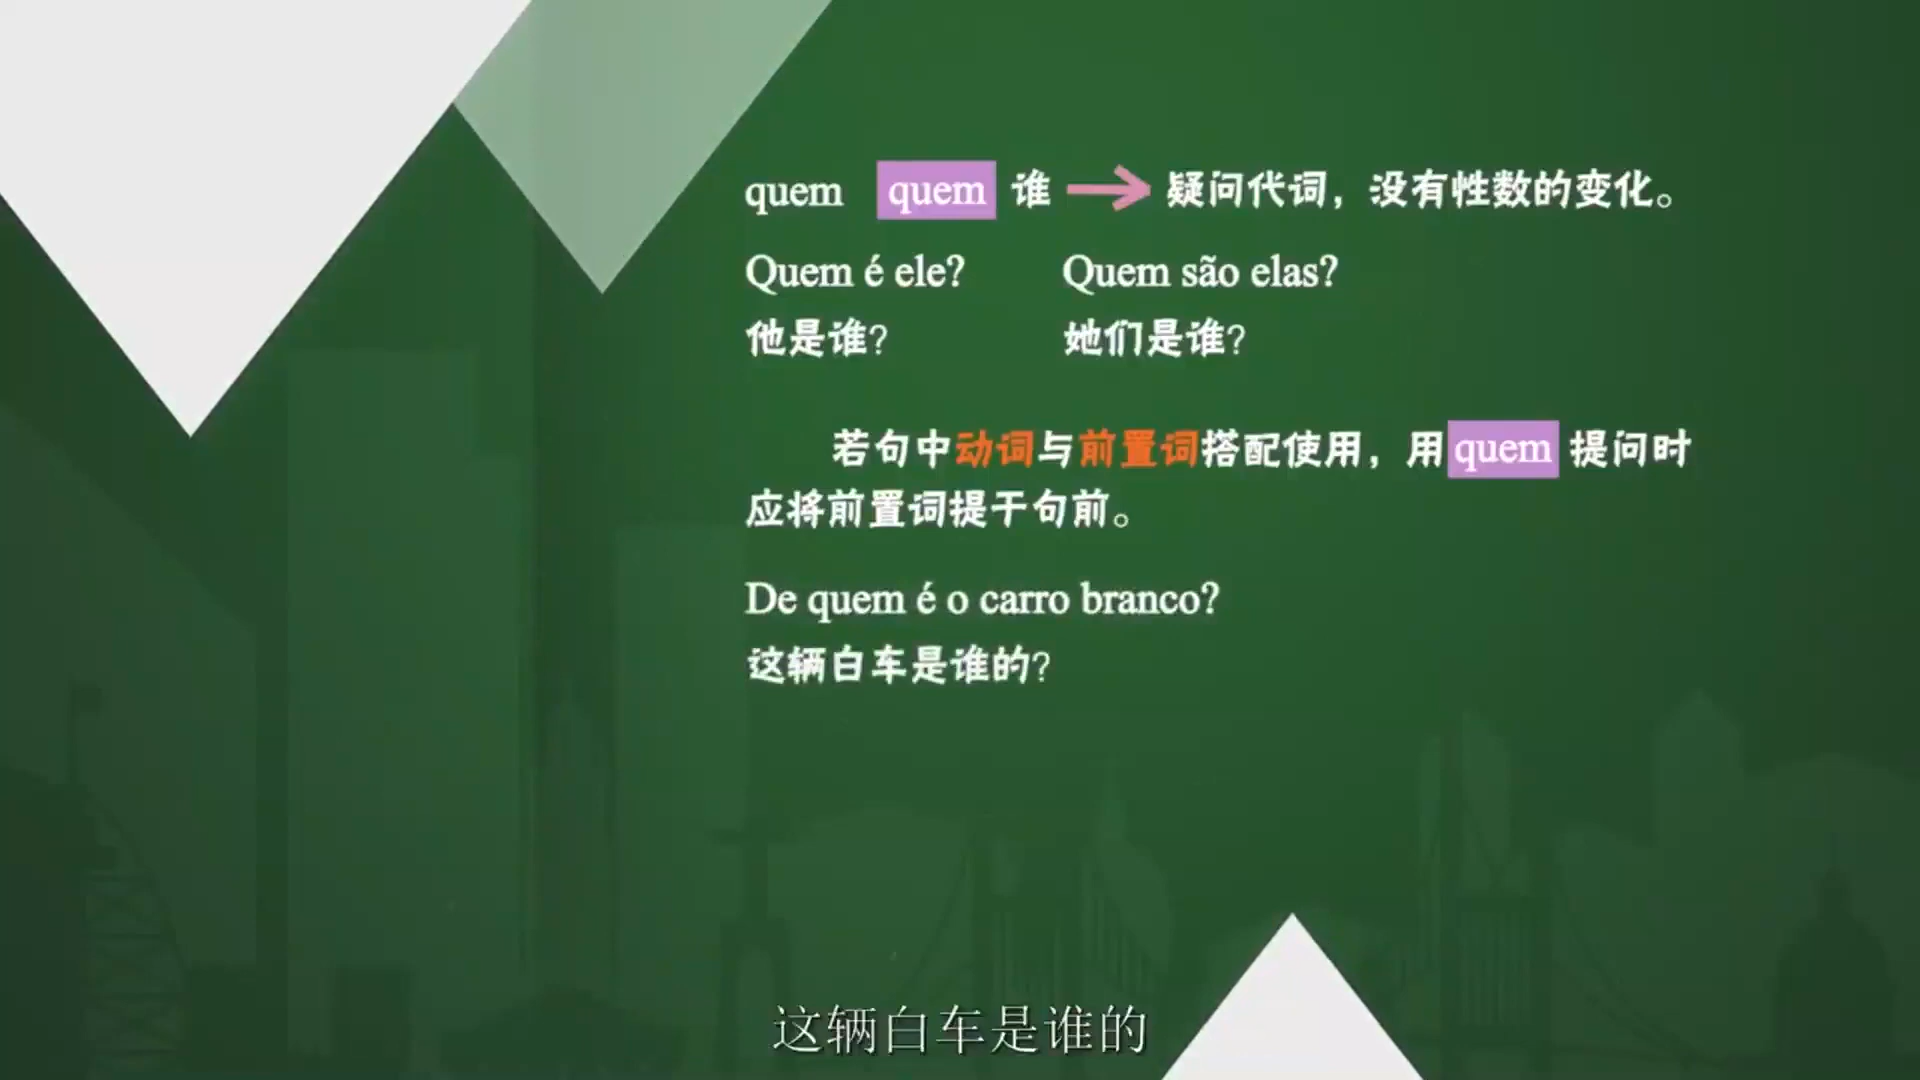 quem quem 谁 → 疑问代词，没有性数的变化。
Quem é ele? Quem são elas?
他是谁? 她们是谁?
若句中动词与前置词搭配使用，用 quem 提问时
应将前置词提于句前。
De quem é o carro branco?
这辆白车是谁的?
这辆白车是谁的